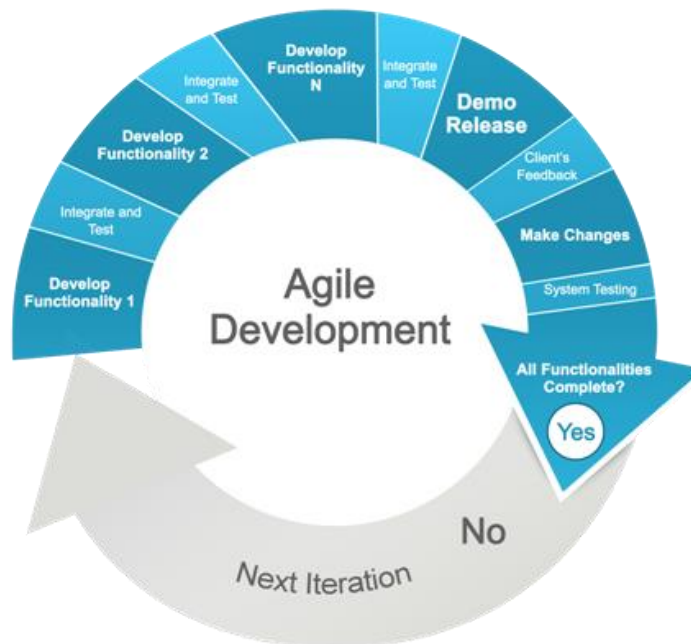 Develop
Functionality 1
Integrate and
Test
Develop
Functionality 2
Integrate
and Test
Develop
Functionality
N
Integrate
and Test
Demo
Release
Client's
Feedback
Make Changes
System Testing
All Functionalities
Complete?
Yes
No
Next Iteration
Agile
Development